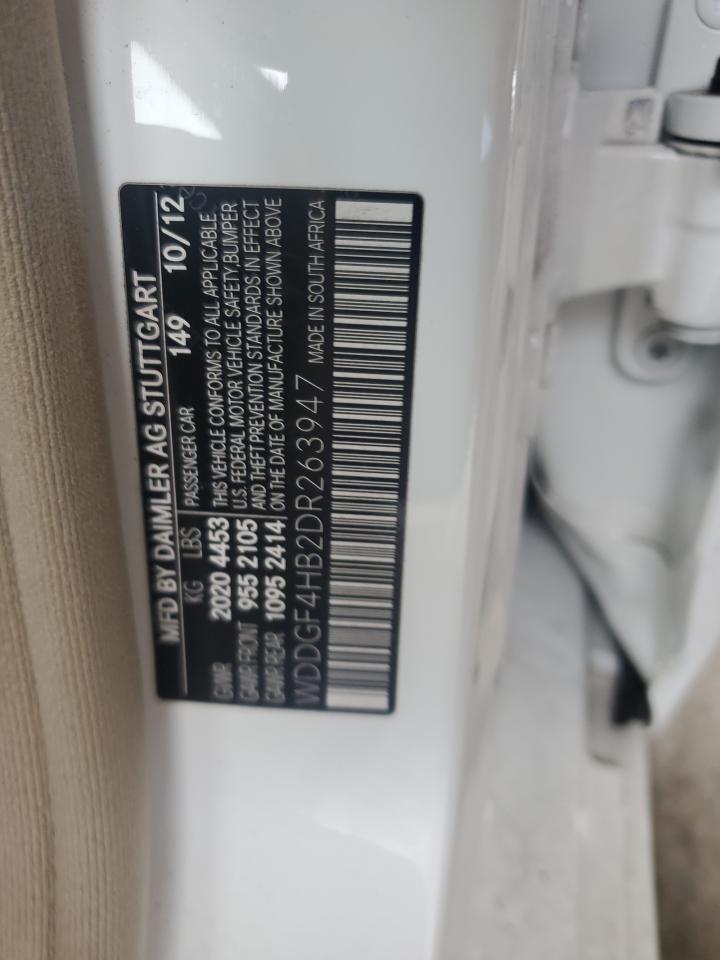 MFD BY DAIMLER AG STUTTGART
KG LBS PASSENGER CAR 149 10/12
GVWR 2020 4453 THIS VEHICLE CONFORMS TO ALL APPLICABLE
GAWR FRONT 955 2105 U.S. FEDERAL MOTOR VEHICLE SAFETY, BUMPER
GAWR REAR 1095 2414 AND THEFT PREVENTION STANDARDS IN EFFECT
ON THE DATE OF MANUFACTURE SHOWN ABOVE
WDDGF4HB2DR263947 MADE IN SOUTH AFRICA